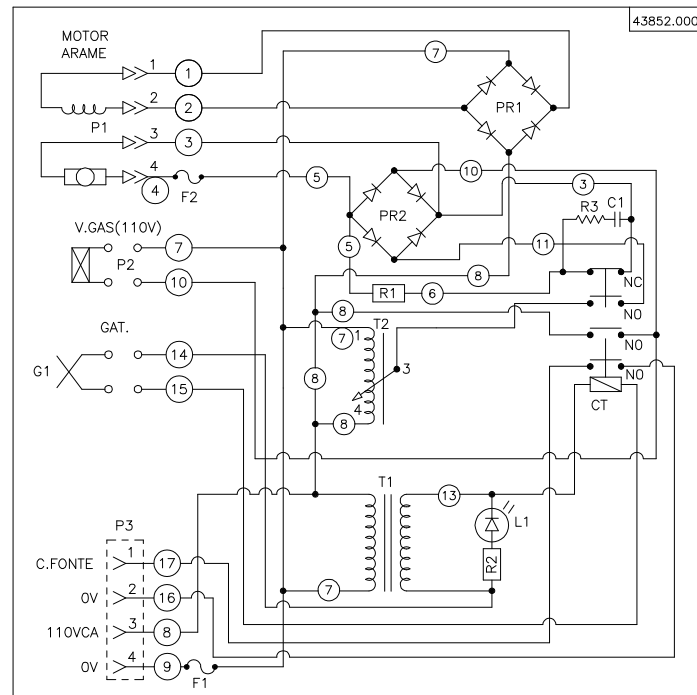 43852.000
MOTOR
ARAME
7
1 1
PR1
2 2
P1
3 3
4
4 F2 5
10
3
R3 C1
PR2
V.GAS(110V)
7
P2
10
5
11
8
R1 6
NC
8
NO
GAT.
14
G1
15
T2
7 1
NO
8
3
4
NO
8
CT
T1
13
L1
P3
C.FONTE 1 17
R2
0V 2 16
7
110VCA 3 8
0V 4 9
F1